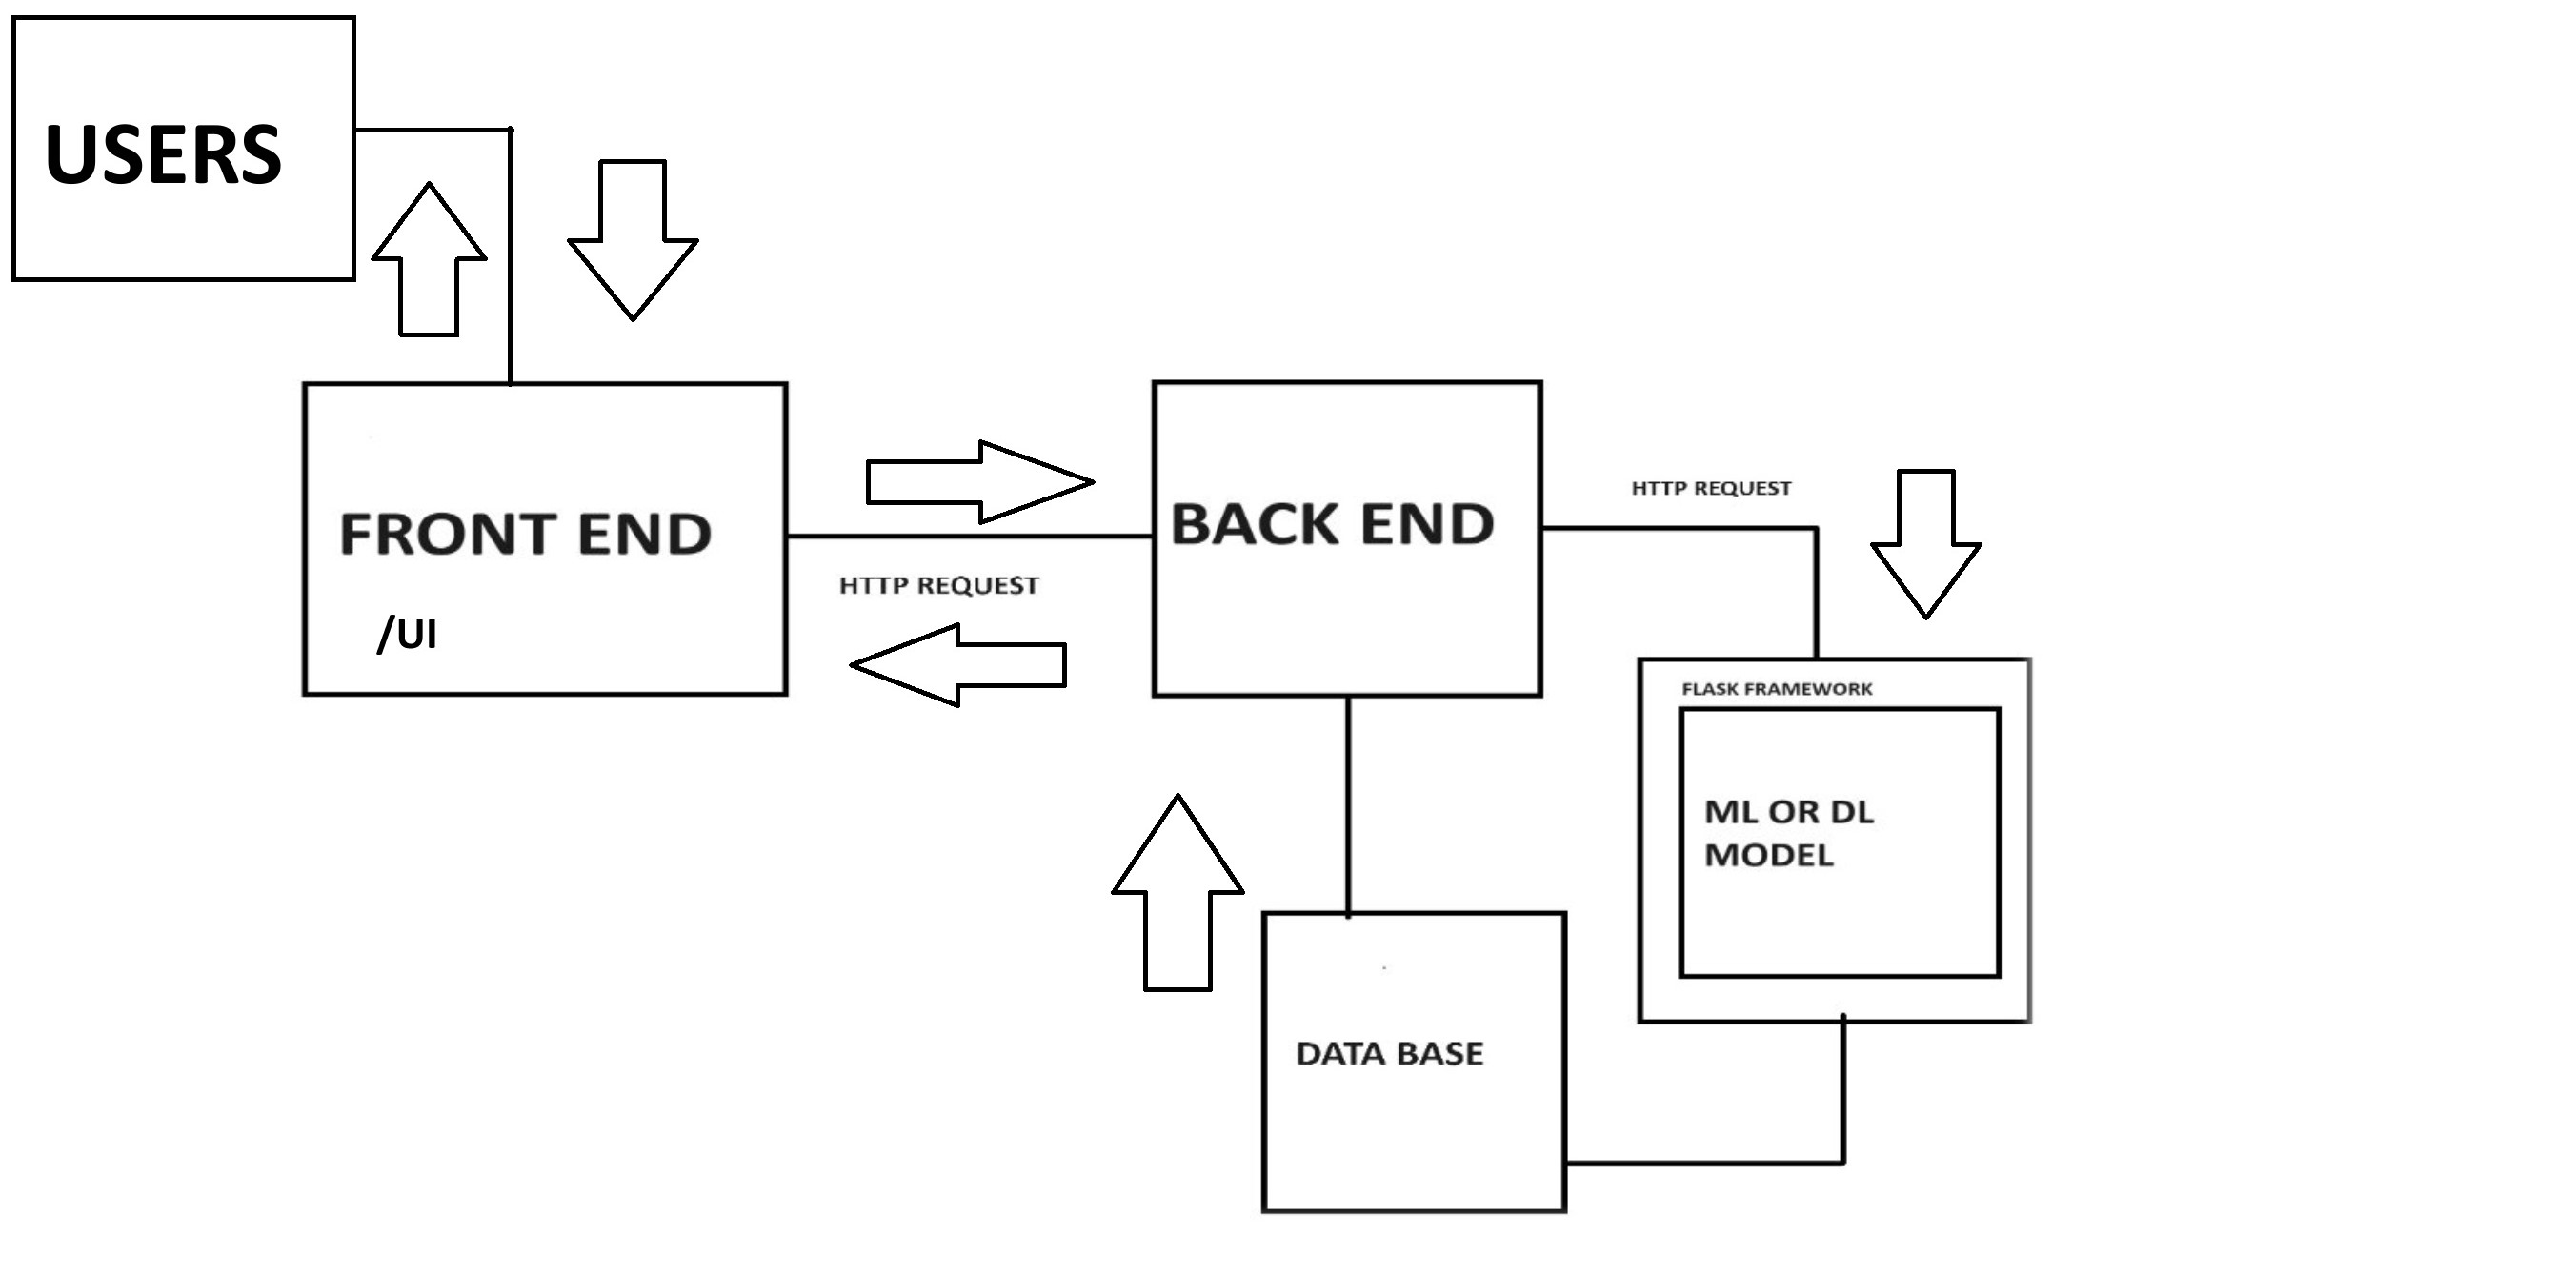 USERS
FRONT END
/UI
HTTP REQUEST
BACK END
HTTP REQUEST
FLASK FRAMEWORK
ML OR DL
MODEL
DATA BASE